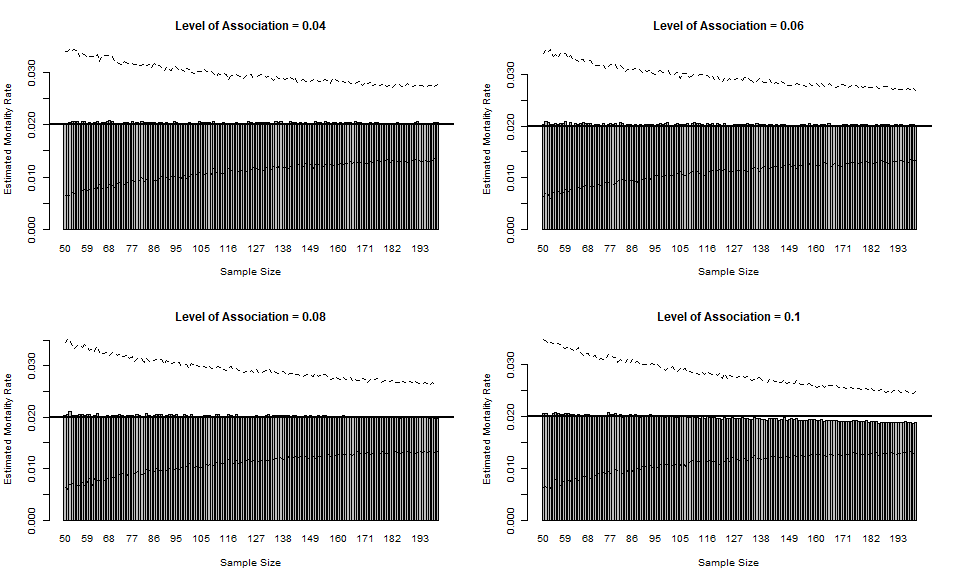 Level of Association = 0.04
Estimated Mortality Rate
0.030
0.020
0.010
0.000
50 59 68 77 86 95 105 116 127 138 149 160 171 182 193
Sample Size
Level of Association = 0.06
Estimated Mortality Rate
0.030
0.020
0.010
0.000
50 59 68 77 86 95 105 116 127 138 149 160 171 182 193
Sample Size
Level of Association = 0.08
Estimated Mortality Rate
0.030
0.020
0.010
0.000
50 59 68 77 86 95 105 116 127 138 149 160 171 182 193
Sample Size
Level of Association = 0.1
Estimated Mortality Rate
0.030
0.020
0.010
0.000
50 59 68 77 86 95 105 116 127 138 149 160 171 182 193
Sample Size